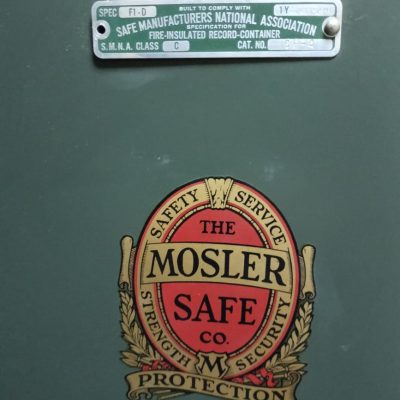 SPEC F1-D BUILT TO COMPLY WITH 1Y
SAFE MANUFACTURERS NATIONAL ASSOCIATION
SPECIFICATION FOR
FIRE-INSULATED RECORD-CONTAINER
S.M.N.A. CLASS C CAT. NO.
SAFETY SERVICE
THE
MOSLER
SAFE
CO.
STRENGTH SECURITY
M
PROTECTION